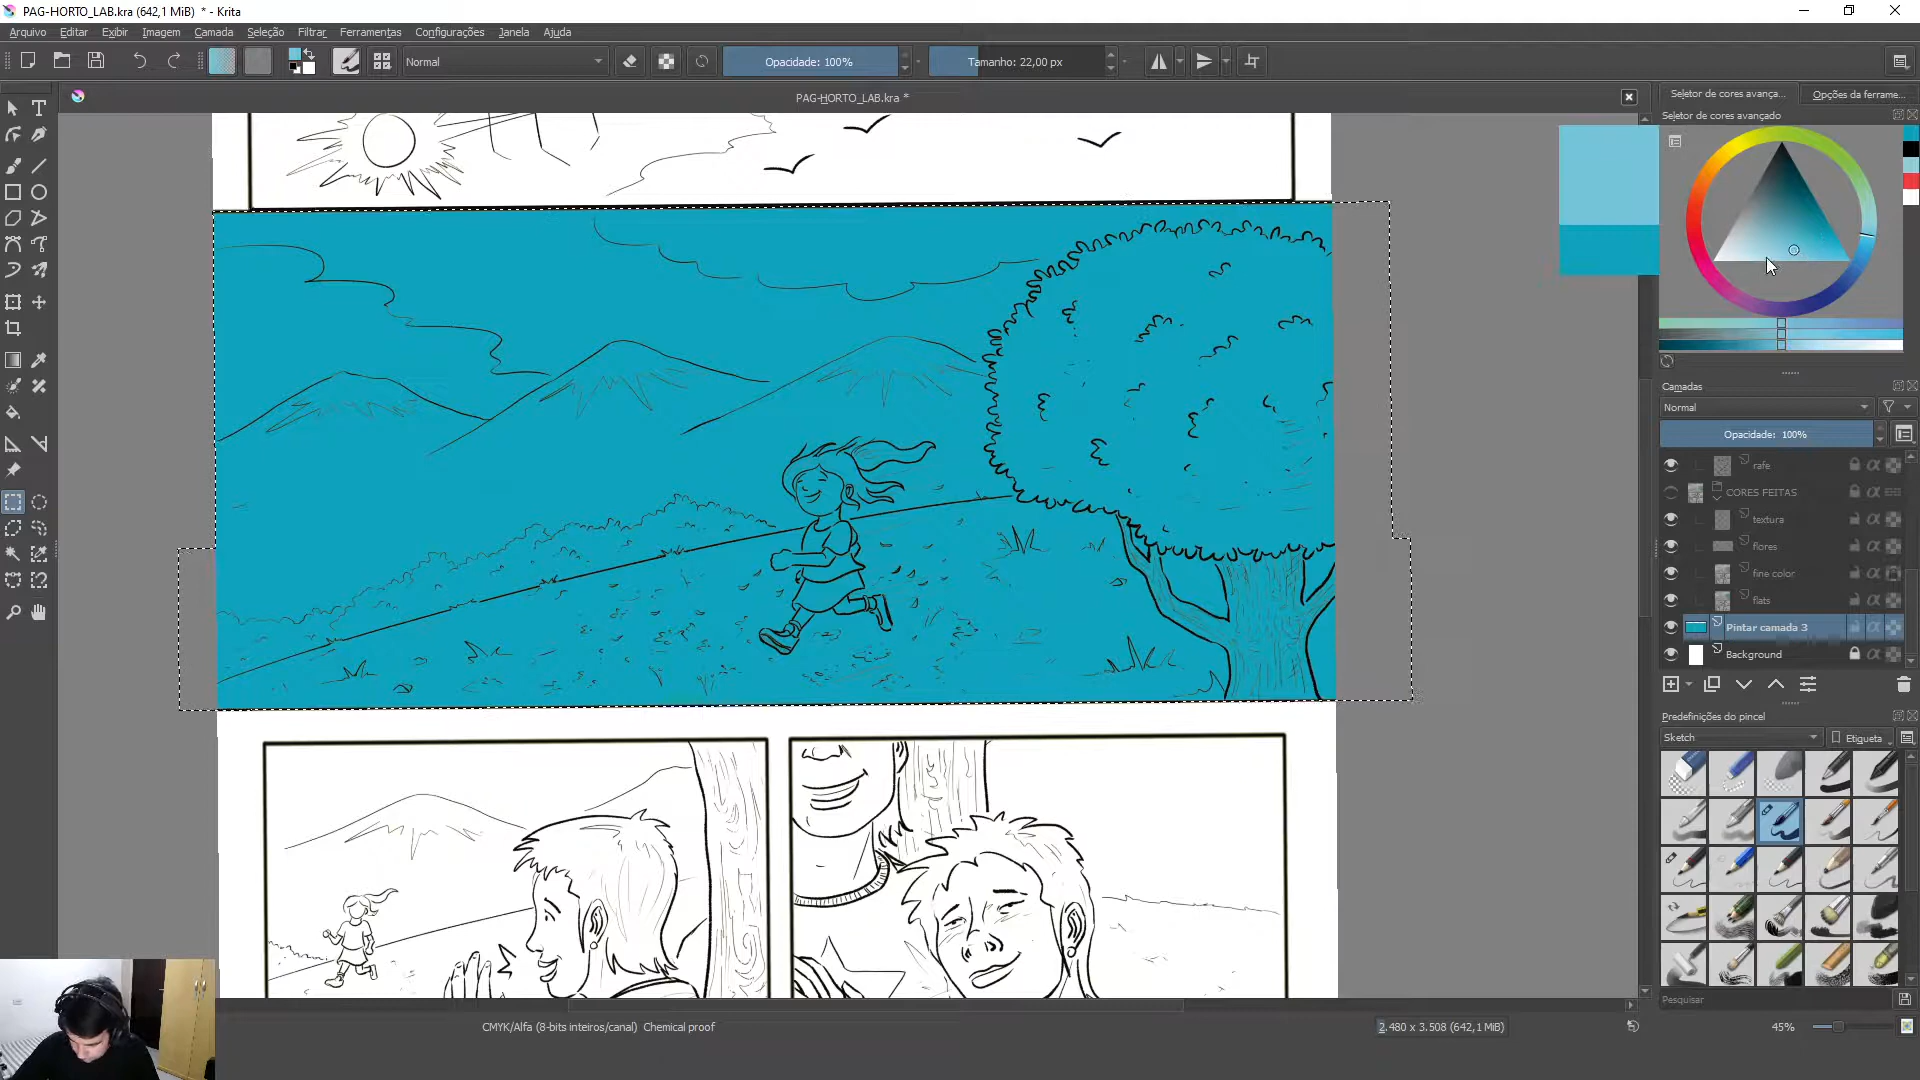 PAG-HORTO_LAB.kra (642,1 MiB)  * - Krita
Arquivo Editar Exibir Imagem Camada Seleção Filtrar Ferramentas Configurações Janela Ajuda
Normal
Opacidade: 100%
Tamanho: 22,00 px
PAG-HORTO_LAB.kra *
Seletor de cores avança...
Opções da ferrame...
Seletor de cores avançado
Camadas
Normal
Opacidade: 100%
rafe
CORES FEITAS
textura
flores
fine color
flats
Pintar camada 3
Background
Predefinições do pincel
Sketch
Etiqueta
Pesquisar
CMYK/Alfa (8-bits inteiros/canal) Chemical proof
2.480 x 3.508 (642,1 MiB)
45%